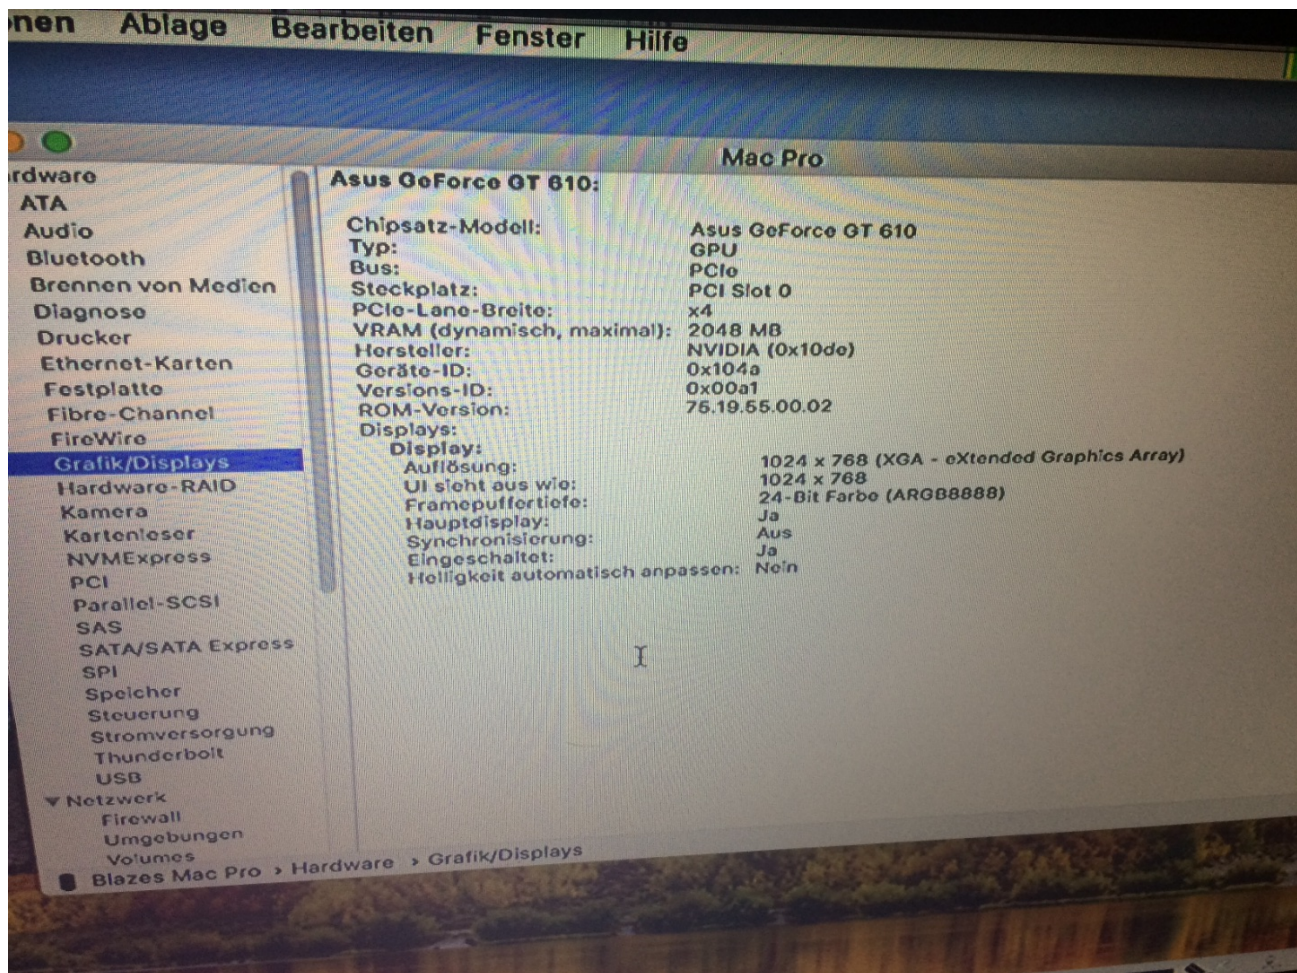 nen Ablage Bearbeiten Fenster Hilfe
Mac Pro
rdware
ATA
Audio
Bluetooth
Brennen von Medien
Diagnose
Drucker
Ethernet-Karten
Festplatte
Fibre-Channel
FireWire
Grafik/Displays
Hardware-RAID
Kamera
Kartenleser
NVMExpress
PCI
Parallel-SCSI
SAS
SATA/SATA Express
SPI
Speicher
Steuerung
Stromversorgung
Thunderbolt
USB
Netzwerk
Firewall
Umgebungen
Volumes
Asus GeForce GT 610:
Chipsatz-Modell: Asus GeForce GT 610
Typ: GPU
Bus: PCIe
Steckplatz: PCI Slot 0
PCIe-Lane-Breite: x4
VRAM (dynamisch, maximal): 2048 MB
Hersteller: NVIDIA (0x10de)
Geräte-ID: 0x104a
Versions-ID: 0x00a1
ROM-Version: 75.19.55.00.02
Displays:
Display:
Auflösung: 1024 x 768 (XGA - eXtended Graphics Array)
UI sieht aus wie: 1024 x 768
Framepuffertiefe: 24-Bit Farbe (ARGB8888)
Hauptdisplay: Ja
Synchronisierung: Aus
Eingeschaltet: Ja
Helligkeit automatisch anpassen: Nein
Blazes Mac Pro › Hardware › Grafik/Displays